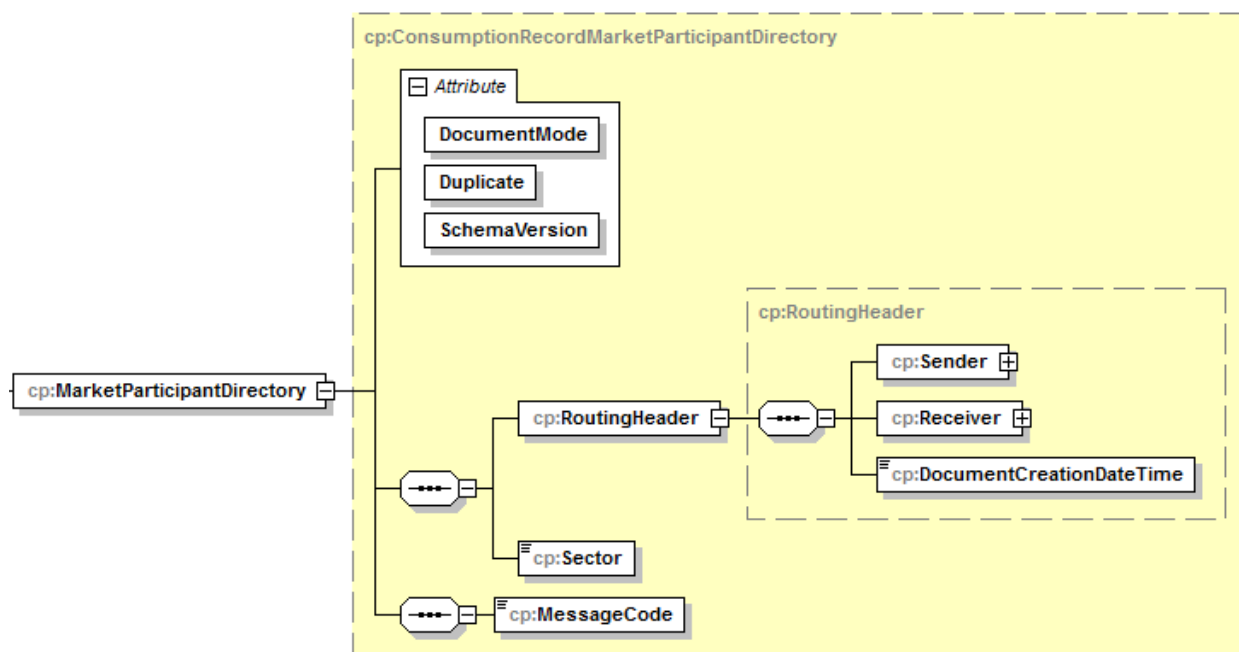 cp:ConsumptionRecordMarketParticipantDirectory
Attribute
DocumentMode
Duplicate
SchemaVersion
cp:RoutingHeader
cp:Sender
cp:MarketParticipantDirectory
cp:RoutingHeader
cp:Receiver
cp:DocumentCreationDateTime
cp:Sector
cp:MessageCode